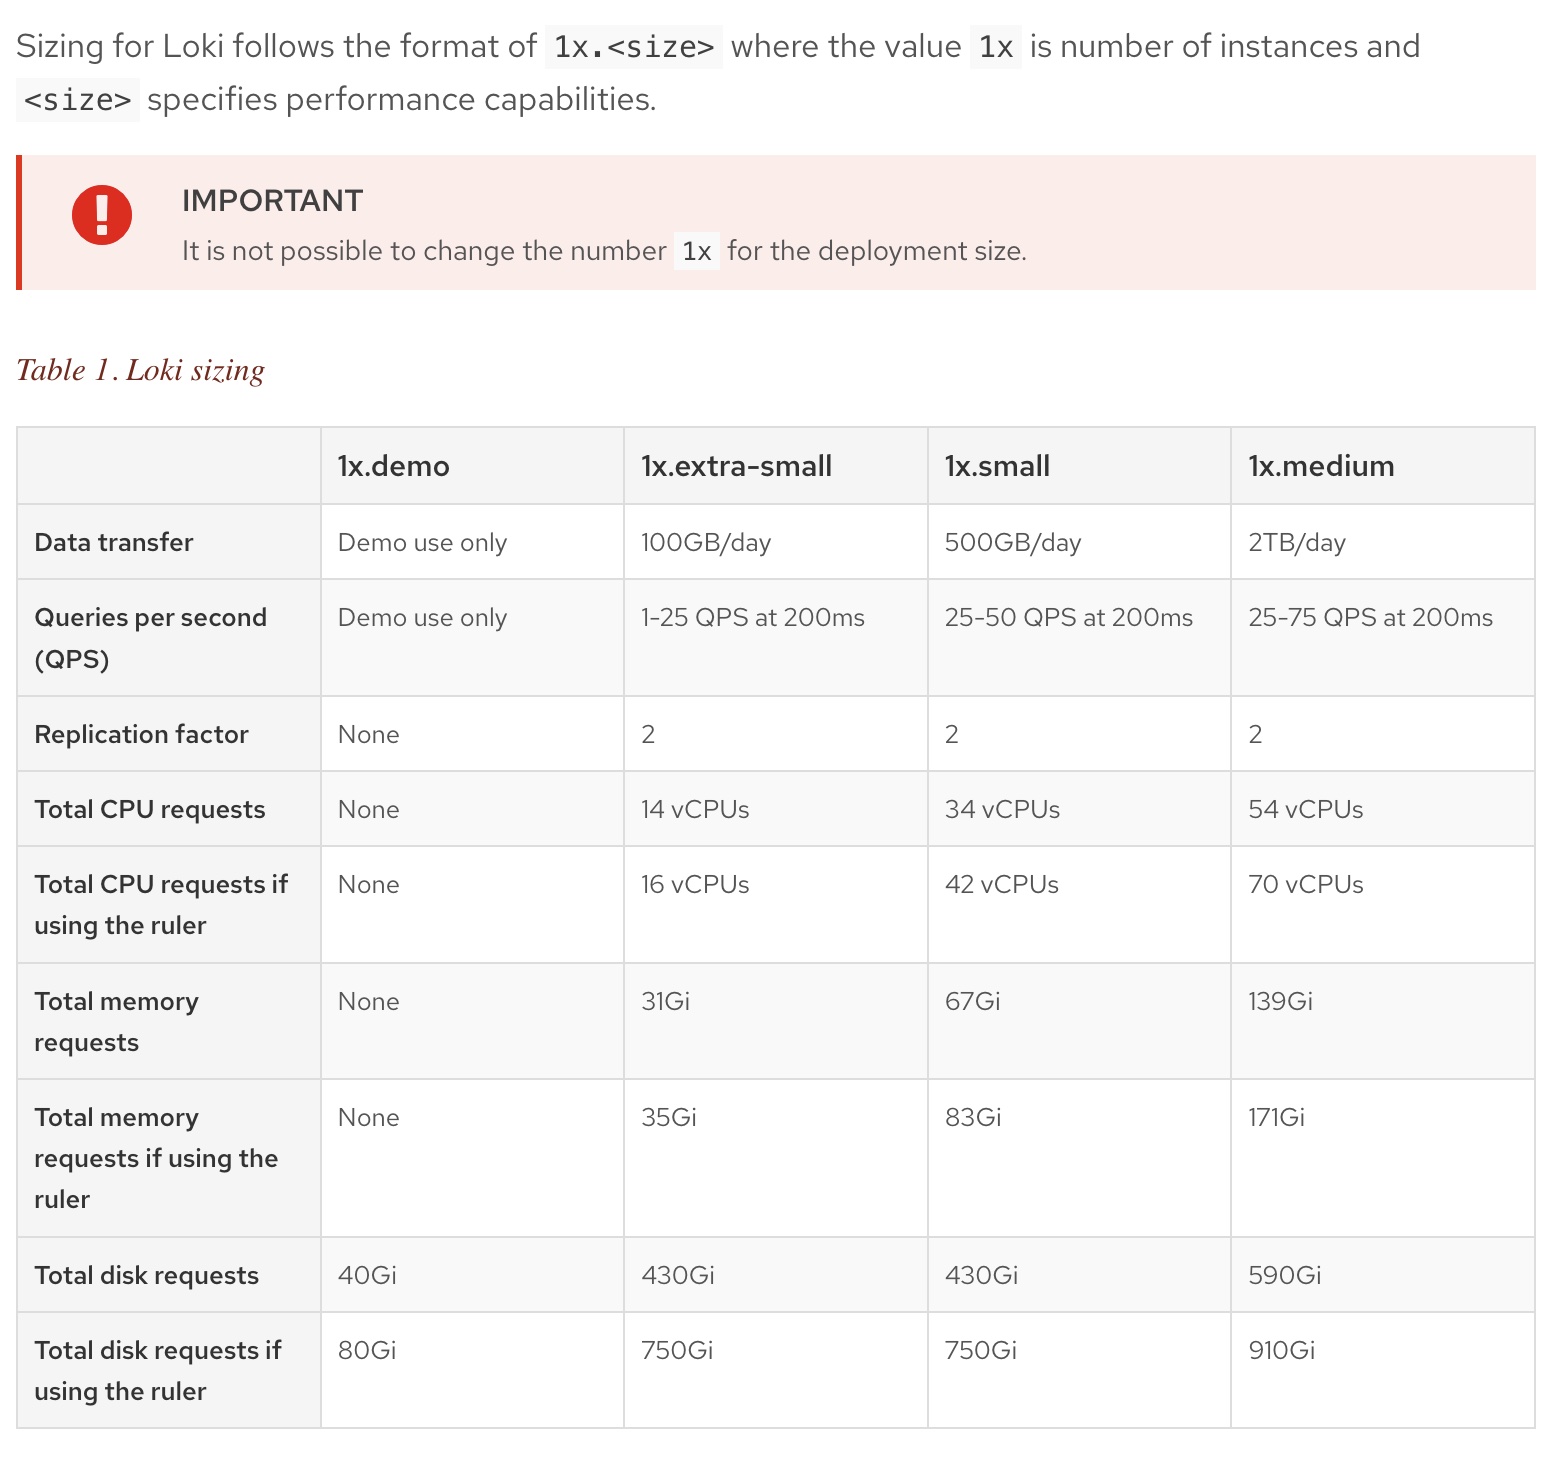 Sizing for Loki follows the format of 1x.<size> where the value 1x is number of instances and
<size> specifies performance capabilities.
IMPORTANT
It is not possible to change the number 1x for the deployment size.
Table 1. Loki sizing
1x.demo 1x.extra-small 1x.small 1x.medium
Data transfer Demo use only 100GB/day 500GB/day 2TB/day
Queries per second Demo use only 1-25 QPS at 200ms 25-50 QPS at 200ms 25-75 QPS at 200ms
(QPS)
Replication factor None 2 2 2
Total CPU requests None 14 vCPUs 34 vCPUs 54 vCPUs
Total CPU requests if None 16 vCPUs 42 vCPUs 70 vCPUs
using the ruler
Total memory None 31Gi 67Gi 139Gi
requests
Total memory None 35Gi 83Gi 171Gi
requests if using the
ruler
Total disk requests 40Gi 430Gi 430Gi 590Gi
Total disk requests if 80Gi 750Gi 750Gi 910Gi
using the ruler